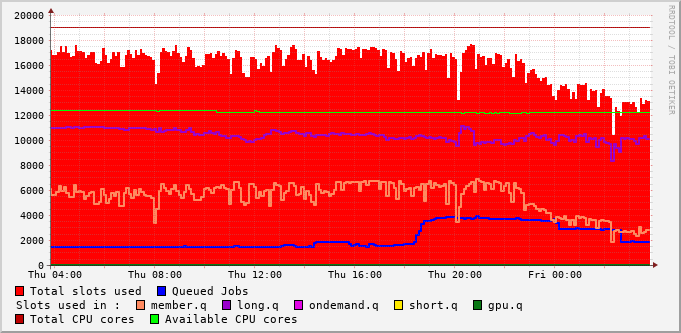 RRDTOOL / TOBI OETIKER
20000
18000
16000
14000
12000
10000
8000
6000
4000
2000
0
Thu 04:00 Thu 08:00 Thu 12:00 Thu 16:00 Thu 20:00 Fri 00:00
Total slots used Queued Jobs
Slots used in : member.q long.q ondemand.q short.q gpu.q
Total CPU cores Available CPU cores